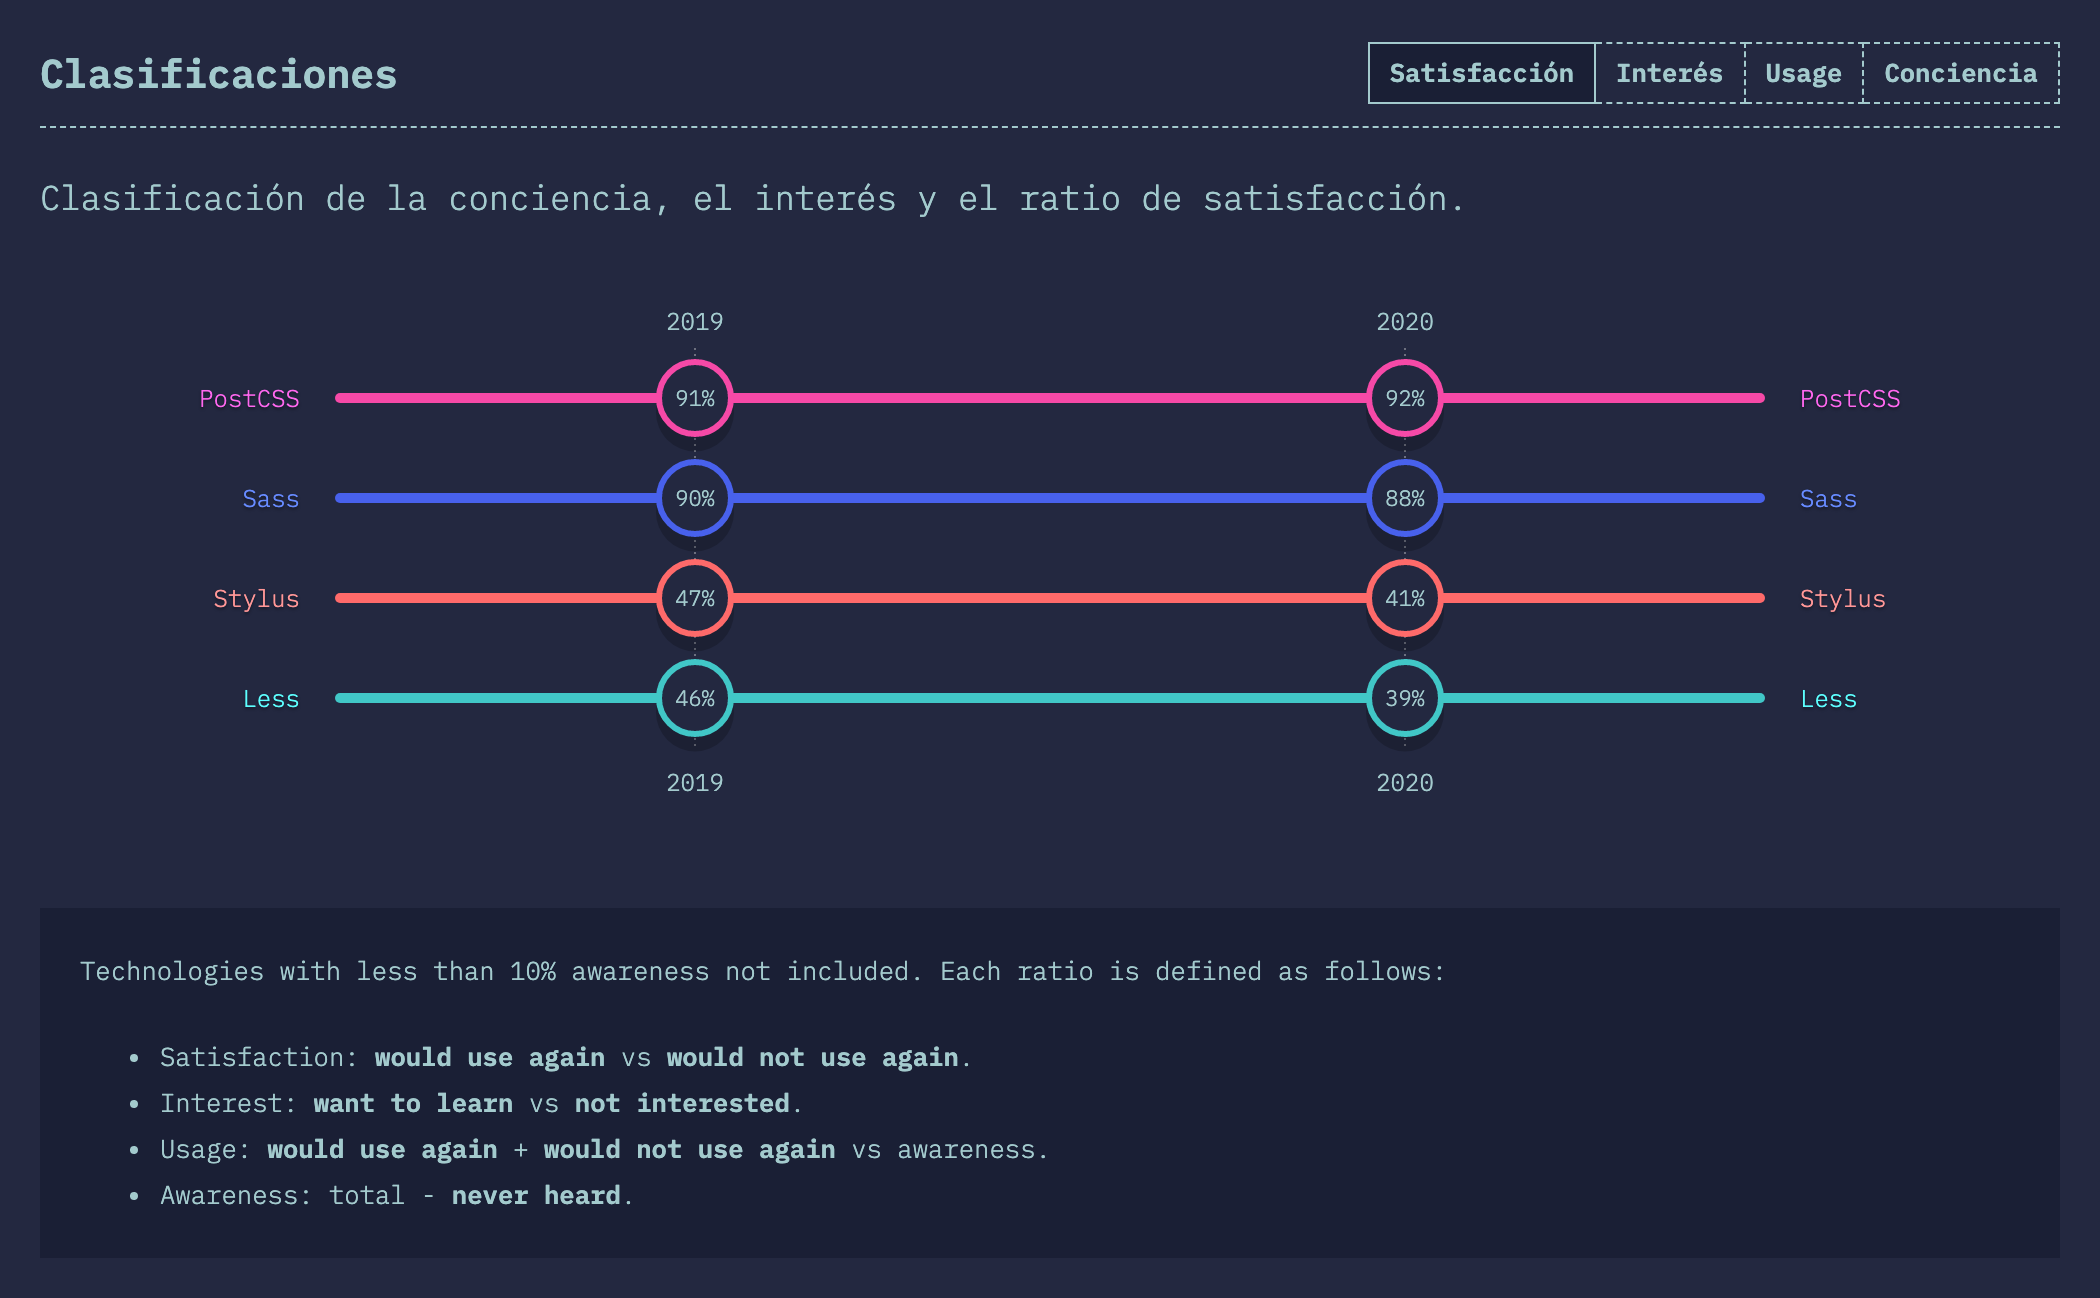 Clasificaciones
Satisfacción Interés Usage Conciencia
Clasificación de la conciencia, el interés y el ratio de satisfacción.
2019 2020
PostCSS 91% 92% PostCSS
Sass 90% 88% Sass
Stylus 47% 41% Stylus
Less 46% 39% Less
2019 2020
Technologies with less than 10% awareness not included. Each ratio is defined as follows:
• Satisfaction: would use again vs would not use again.
• Interest: want to learn vs not interested.
• Usage: would use again + would not use again vs awareness.
• Awareness: total - never heard.